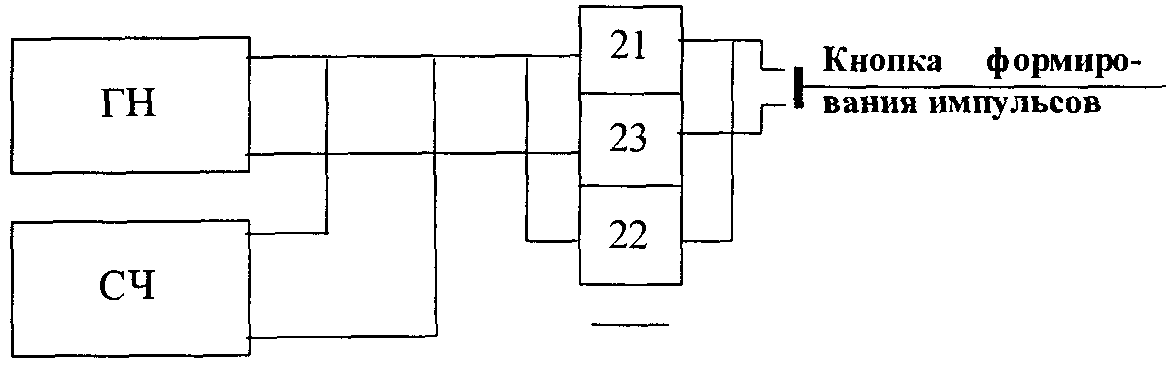 ГН
СЧ
21
23
22
Кнопка формиро-
вания импульсов